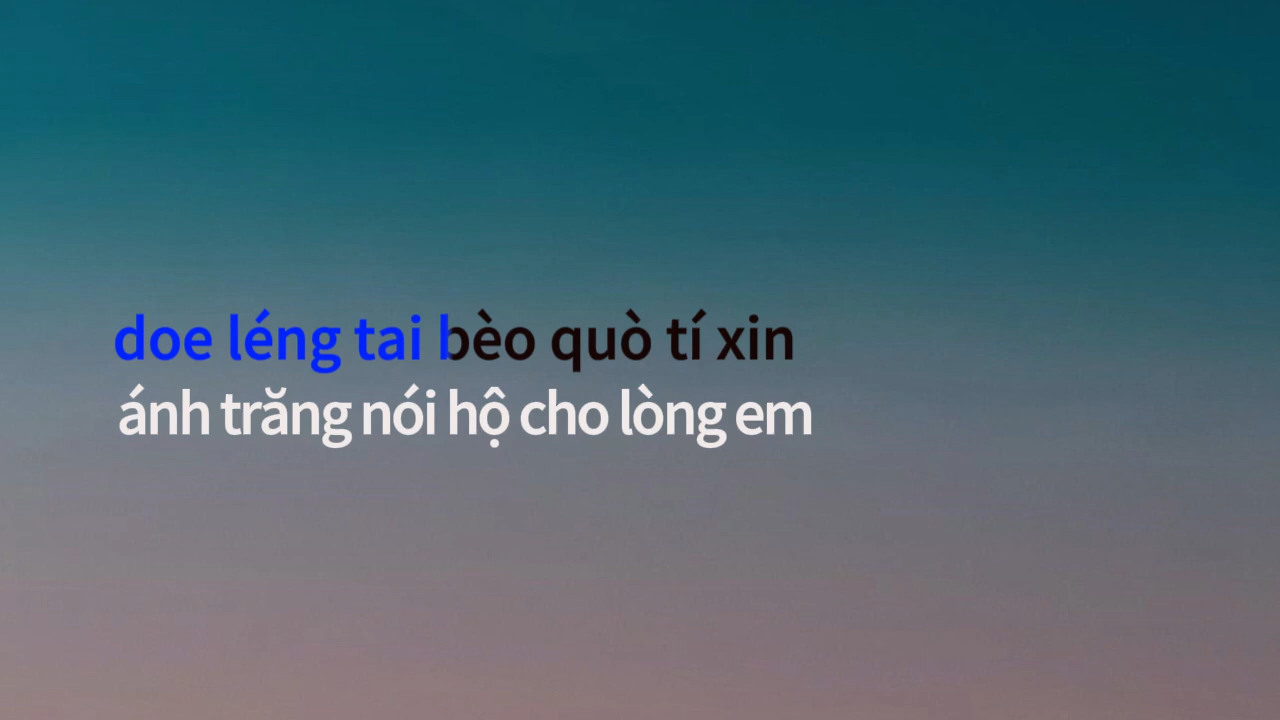 doe léng tai bèo quò tí xin
ánh trăng nói hộ cho lòng em